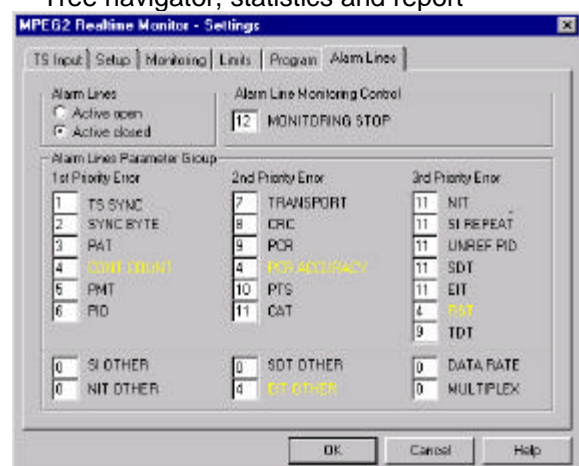 Tree navigator, statistics and report
MPEG2 Realtime Monitor - Settings
TS Input Setup Monitoring Limits Program Alarm Lines
Alarm Lines
Active open
Active closed
Alarm Line Monitoring Control
12 MONITORING STOP
Alarm Lines Parameter Group
1st Priority Error
1 TS SYNC
2 SYNC BYTE
3 PAT
4 CONT COUNT
5 PMT
6 PID
2nd Priority Error
7 TRANSPORT
8 CRC
9 PCR
4 PCR ACCURACY
10 PTS
11 CAT
3rd Priority Error
11 NIT
11 SI REPEAT
11 UNREF PID
11 SDT
11 EIT
4 RST
9 TDT
0 SI OTHER
0 NIT OTHER
0 SDT OTHER
4 EIT OTHER
0 DATA RATE
0 MULTIPLEX
OK Cancel Help